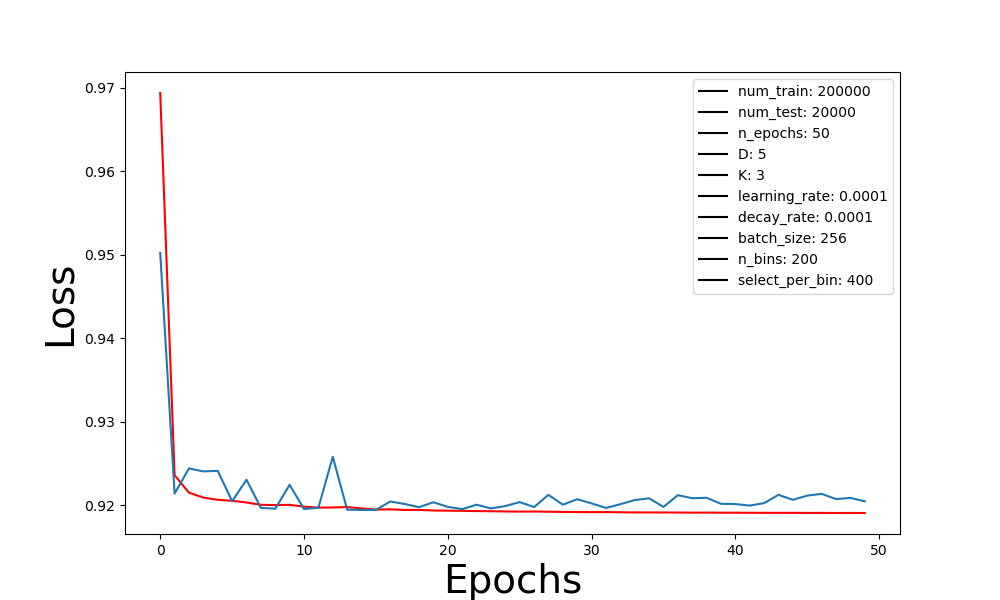 num_train: 200000
num_test: 20000
n_epochs: 50
D: 5
K: 3
learning_rate: 0.0001
decay_rate: 0.0001
batch_size: 256
n_bins: 200
select_per_bin: 400
0.97
0.96
0.95
0.94
0.93
0.92
Loss
0 10 20 30 40 50
Epochs